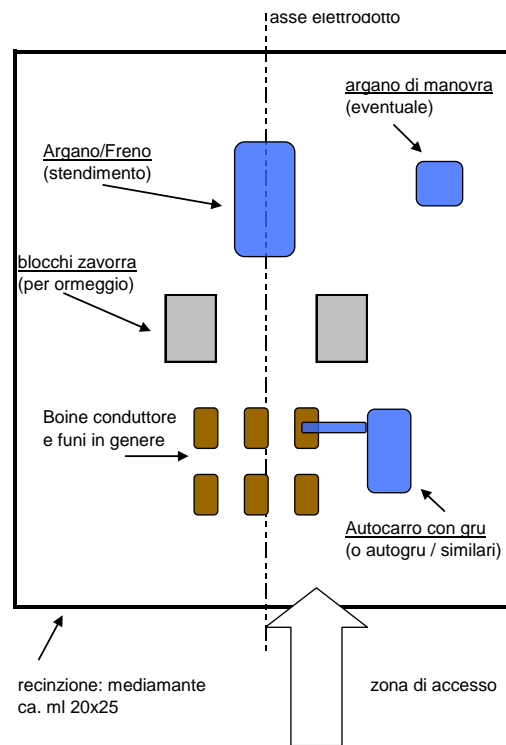 asse elettrodotto
argano di manovra
(eventuale)
Argano/Freno
(stendimento)
blocchi zavorra
(per ormeggio)
Boine conduttore
e funi in genere
Autocarro con gru
(o autogru / similari)
recinzione: mediamante
ca. ml 20x25
zona di accesso